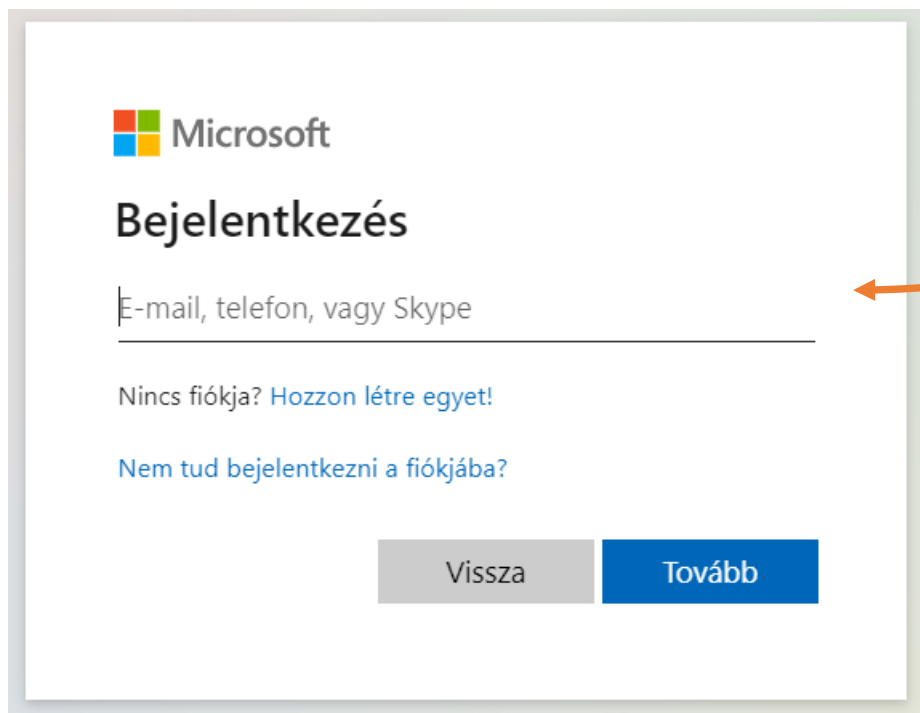 Microsoft
Bejelentkezés
E-mail, telefon, vagy Skype
Nincs fiókja? Hozzon létre egyet!
Nem tud bejelentkezni a fiókjába?
Vissza Tovább